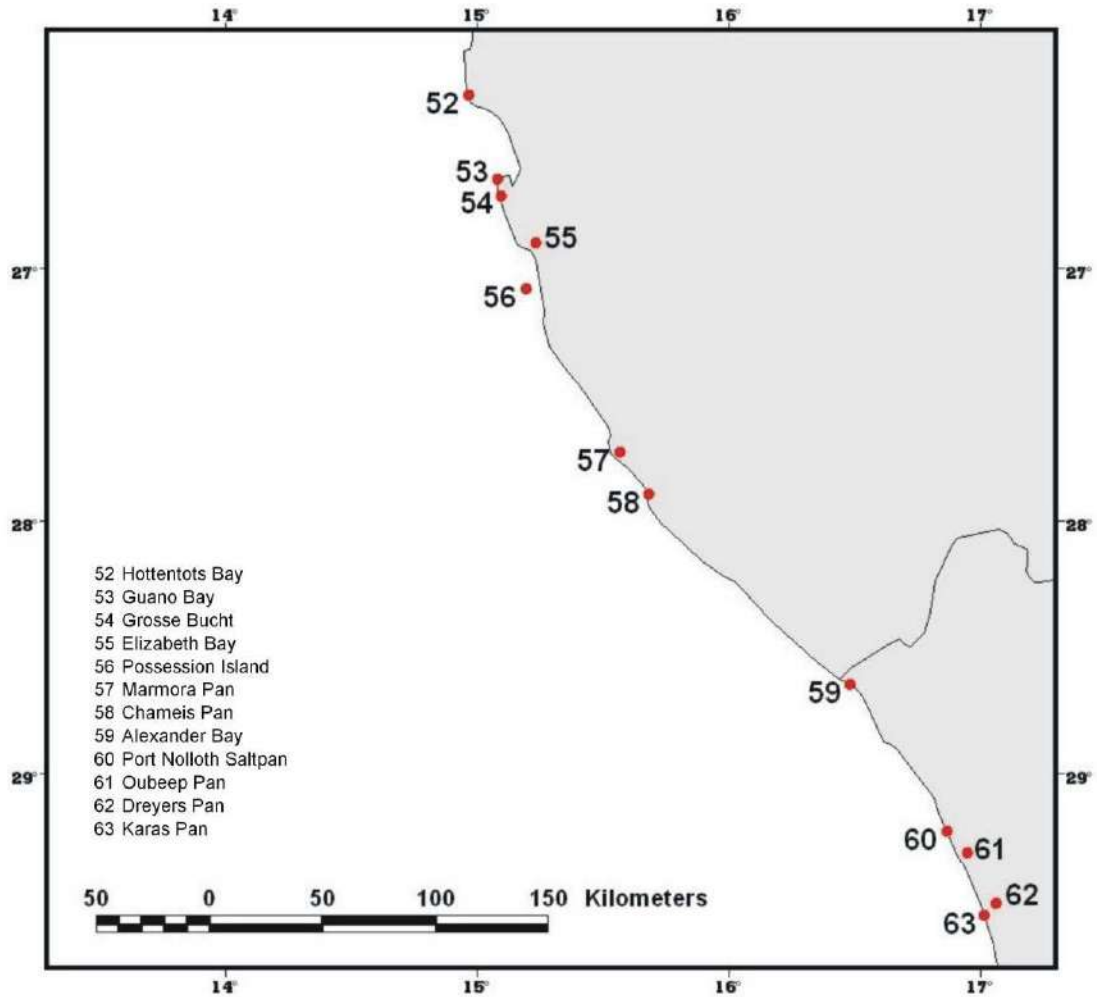 14° 15° 16° 17°
52
53
54
55
27° 27°
56
57
58
28° 28°
52 Hottentots Bay
53 Guano Bay
54 Grosse Bucht
55 Elizabeth Bay
56 Possession Island
57 Marmora Pan
58 Chameis Pan
59 Alexander Bay
60 Port Nolloth Saltpan
61 Oubeep Pan
62 Dreyers Pan
63 Karas Pan
59
29° 29°
60
61
62
63
50 0 50 100 150 Kilometers
14° 15° 16° 17°